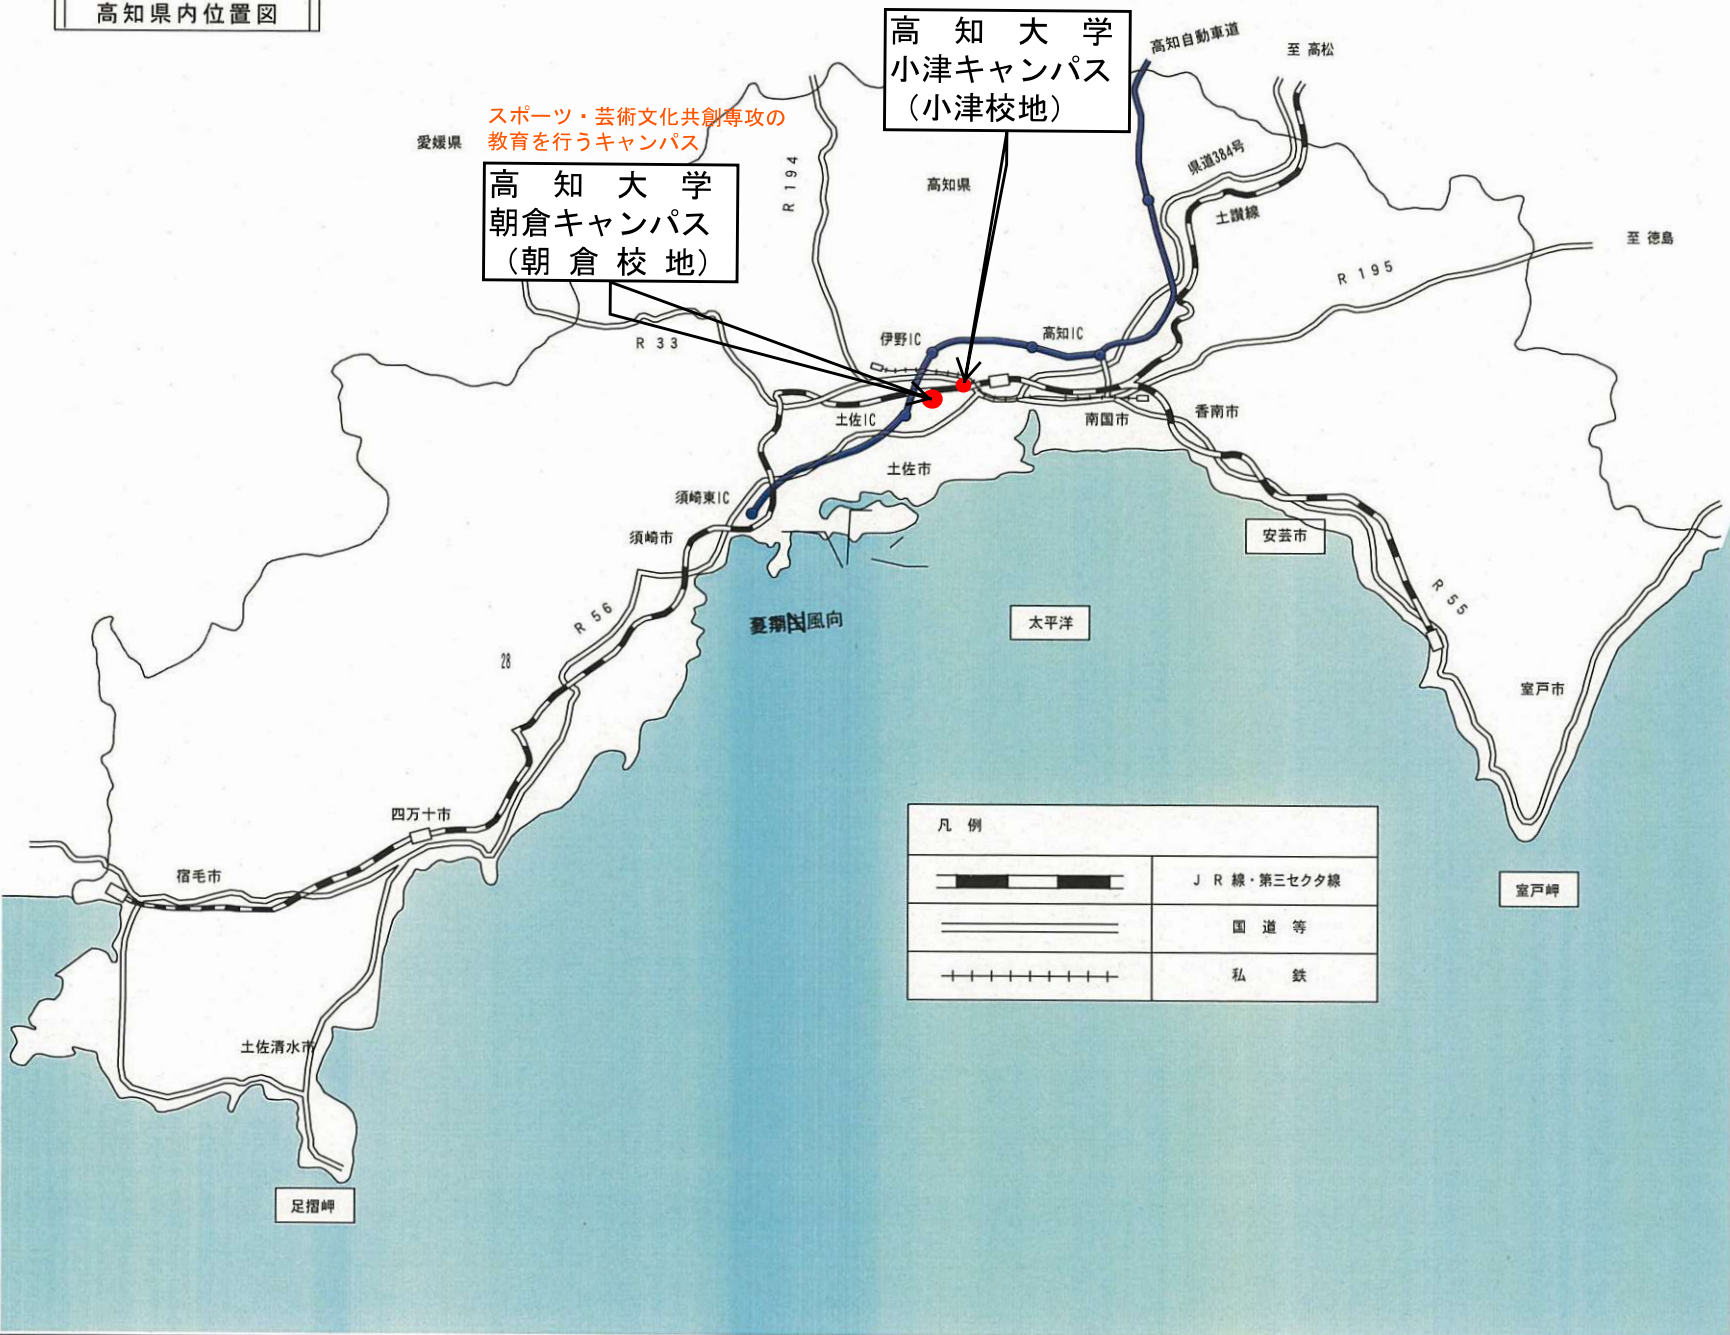 高知県内位置図
高知大学
小津キャンパス
（小津校地）
高知自動車道
至 高松
スポーツ・芸術文化共創専攻の
教育を行うキャンパス
愛媛県
高知大学
朝倉キャンパス
（朝倉校地）
R 194
高知県
県道384号
土讃線
至 徳島
R 195
R 33
伊野IC
高知IC
土佐IC
南国市
香南市
土佐市
須崎東IC
須崎市
安芸市
R 56
R 55
風向
太平洋
28
室戸市
四万十市
宿毛市
凡 例
ＪＲ線・第三セクタ線
国 道 等
私 鉄
室戸岬
土佐清水市
足摺岬